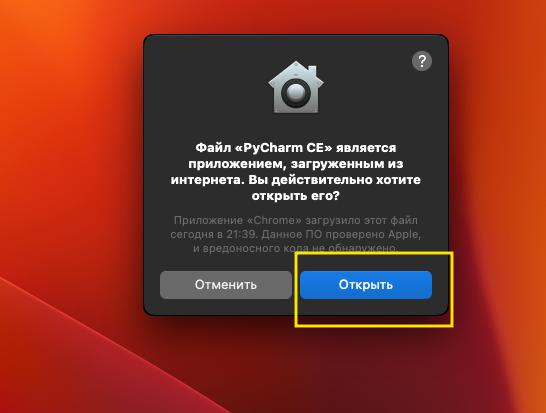 ?
Файл «PyCharm CE» является
приложением, загруженным из
интернета. Вы действительно хотите
открыть его?
Приложение «Chrome» загрузило этот файл
сегодня в 21:39. Данное ПО проверено Apple,
и вредоносного кода не обнаружено.
Отменить
Открыть